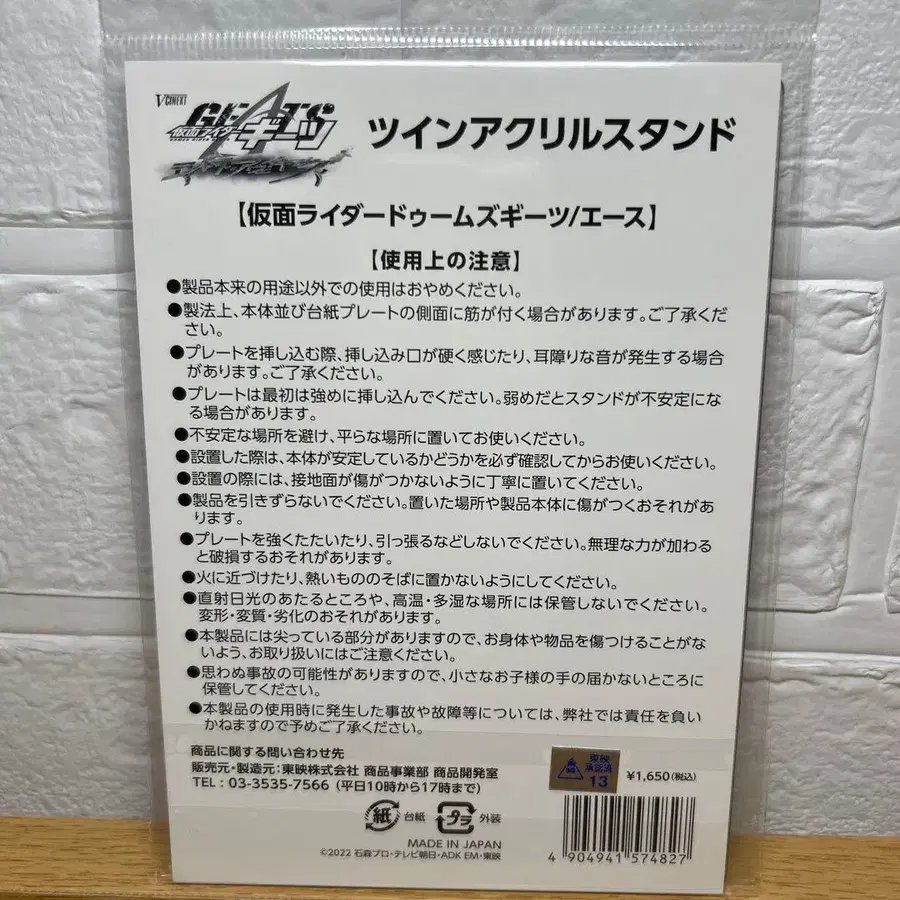 V CINEXT
GEATS
仮面ライダーギーツ
ツインアクリルスタンド
【仮面ライダードゥームズギーツ/エース】
【使用上の注意】
●製品本来の用途以外での使用はおやめください。
●製法上、本体並び台紙プレートの側面に筋が付く場合があります。ご了承くだ
さい。
●プレートを挿し込む際、挿し込み口が硬く感じたり、耳障りな音が発生する場合
があります。ご了承ください。
●プレートは最初は強めに挿し込んでください。弱めだとスタンドが不安定にな
る場合があります。
●不安定な場所を避け、平らな場所に置いてお使いください。
●設置した際は、本体が安定しているかどうかを必ず確認してからお使いください。
●設置の際には、接地面が傷がつかないように丁寧に置いてください。
●製品を引きずらないでください。置いた場所や製品本体に傷がつくおそれがあ
ります。
●プレートを強くたたいたり、引っ張るなどしないでください。無理な力が加わる
と破損するおそれがあります。
●火に近づけたり、熱いもののそばに置かないようにしてください。
●直射日光のあたるところや、高温・多湿な場所には保管しないでください。
変形・変質・劣化のおそれがあります。
●本製品には尖っている部分がありますので、お身体や物品を傷つけることがな
いよう、お取り扱いにはご注意ください。
●思わぬ事故の可能性がありますので、小さなお子様の手の届かないところに
保管してください。
●本製品の使用時に発生した事故や故障等については、弊社では責任を負い
かねますので予めご了承ください。
商品に関する問い合わせ先
販売元・製造元：東映株式会社 商品事業部 商品開発室
TEL：03-3535-7566（平日10時から17時まで）
東映
承認済
13
¥1,650(税込)
紙 台紙 プラ 外装
MADE IN JAPAN
©2022 石森プロ・テレビ朝日・ADK EM・東映
4 904941 574827